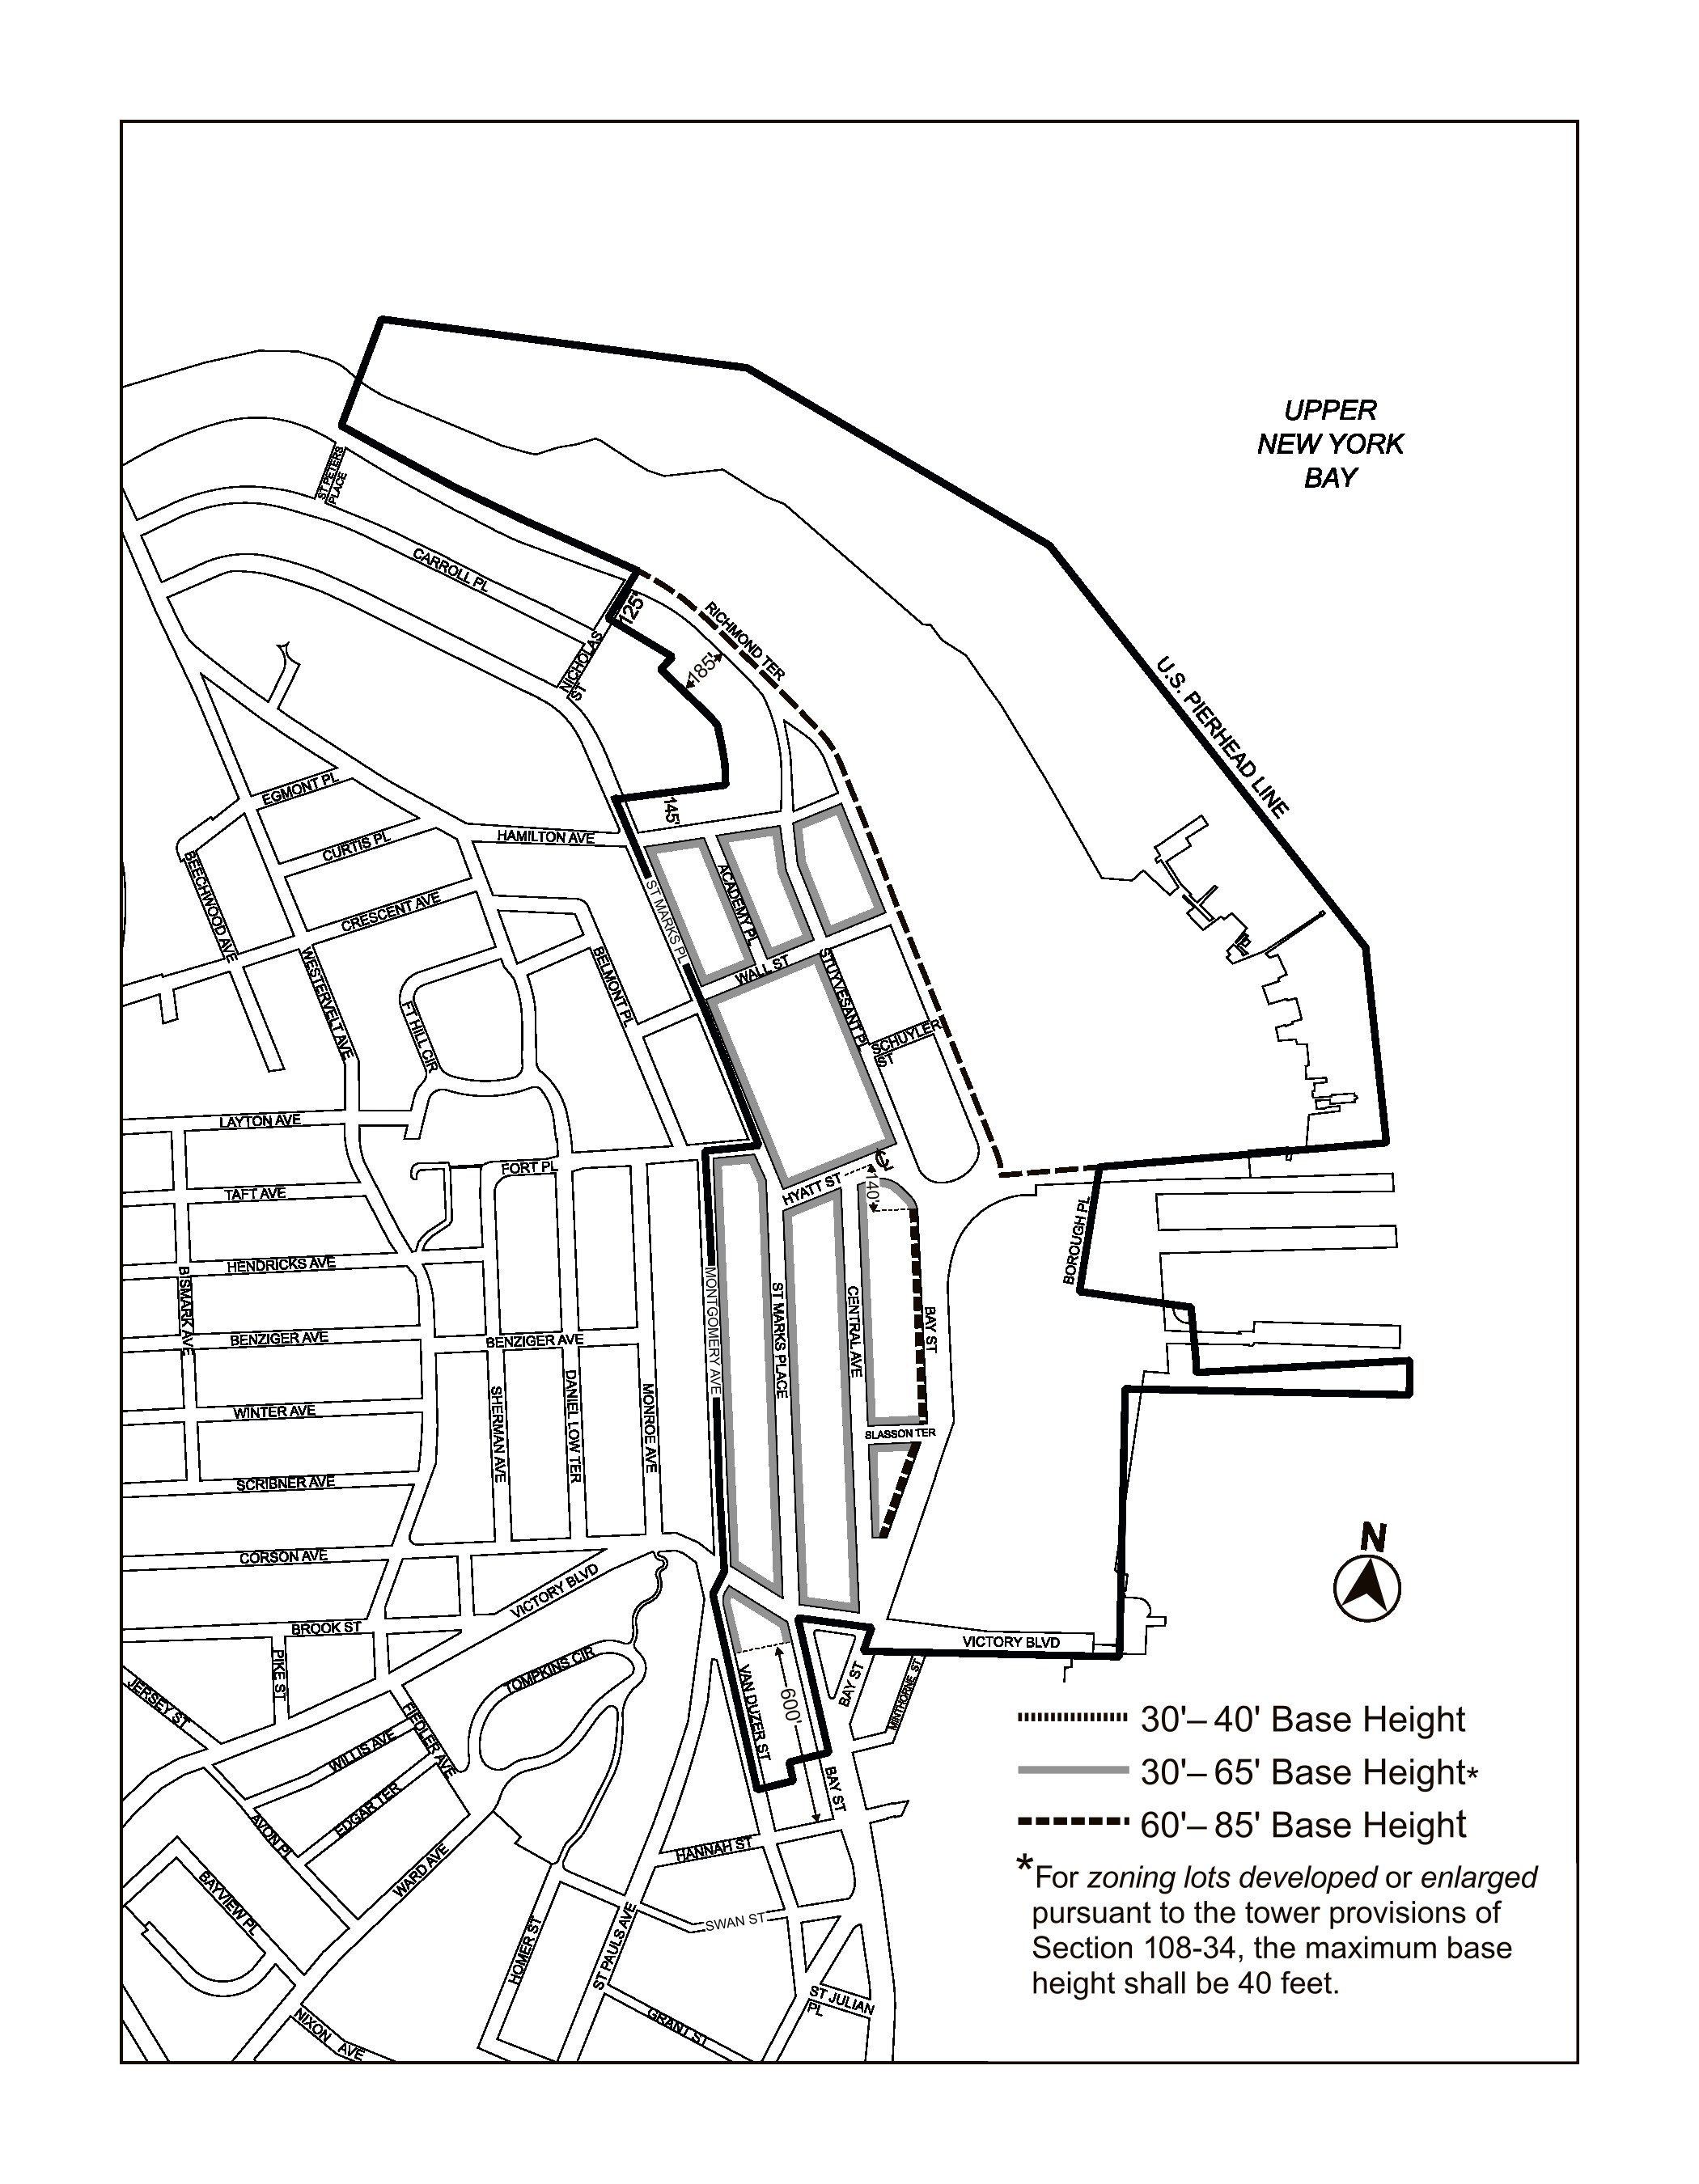 UPPER
NEW YORK
BAY
ST PETERS
PLACE
CARROLL PL
125'
RICHMOND TER
NICHOLAS
ST
185'
U.S. PIERHEAD LINE
EGMONT PL
145'
HAMILTON AVE
CURTIS PL
BEECHWOOD AVE
ACADEMY PL
ST MARKS PL
CRESCENT AVE
WESTERVELT AVE
BELMONT PL
WALL ST
STUYVESANT PL
FT HILL CIR
SCHUYLER
ST
LAYTON AVE
FORT PL
CL
TAFT AVE
HYATT ST
140'
BOROUGH PL
HENDRICKS AVE
BISMARK AVE
MONTGOMERY AVE
ST MARKS PLACE
CENTRAL AVE
BAY ST
BENZIGER AVE
BENZIGER AVE
SHERMAN AVE
DANIEL LOW TER
MONROE AVE
WINTER AVE
SLASSON TER
SCRIBNER AVE
N
CORSON AVE
VICTORY BLVD
BROOK ST
VICTORY BLVD
PIKE ST
TOMPKINS CIR
VAN DUZER ST
600'
BAY ST
MINTHORNE ST
JERSEY ST
FIEDLER AVE
WILLIS AVE
EDGAR TER
BAY ST
AVON PL
HANNAH ST
WARD AVE
BAYVIEW PL
SWAN ST
HOMER ST
ST PAULS AVE
ST JULIAN
PL
GRANT ST
NIXON AVE
30'– 40' Base Height
30'– 65' Base Height*
60'– 85' Base Height
*For zoning lots developed or enlarged
pursuant to the tower provisions of
Section 108-34, the maximum base
height shall be 40 feet.